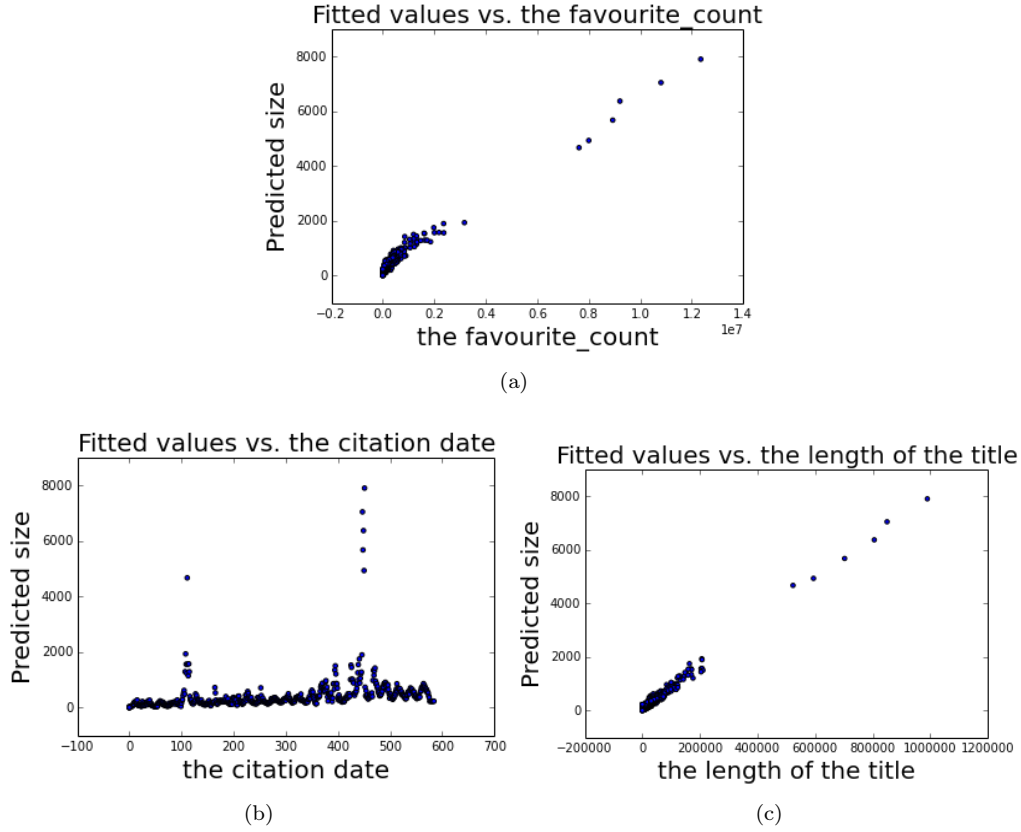 Fitted values vs. the favourite_count
Predicted size
8000
6000
4000
2000
0
−0.2 0.0 0.2 0.4 0.6 0.8 1.0 1.2 1.4
1e7
the favourite_count
(a)
Fitted values vs. the citation date
Predicted size
8000
6000
4000
2000
0
−100 0 100 200 300 400 500 600 700
the citation date
(b)
Fitted values vs. the length of the title
Predicted size
8000
6000
4000
2000
0
−200000 0 200000 400000 600000 800000 1000000 1200000
the length of the title
(c)